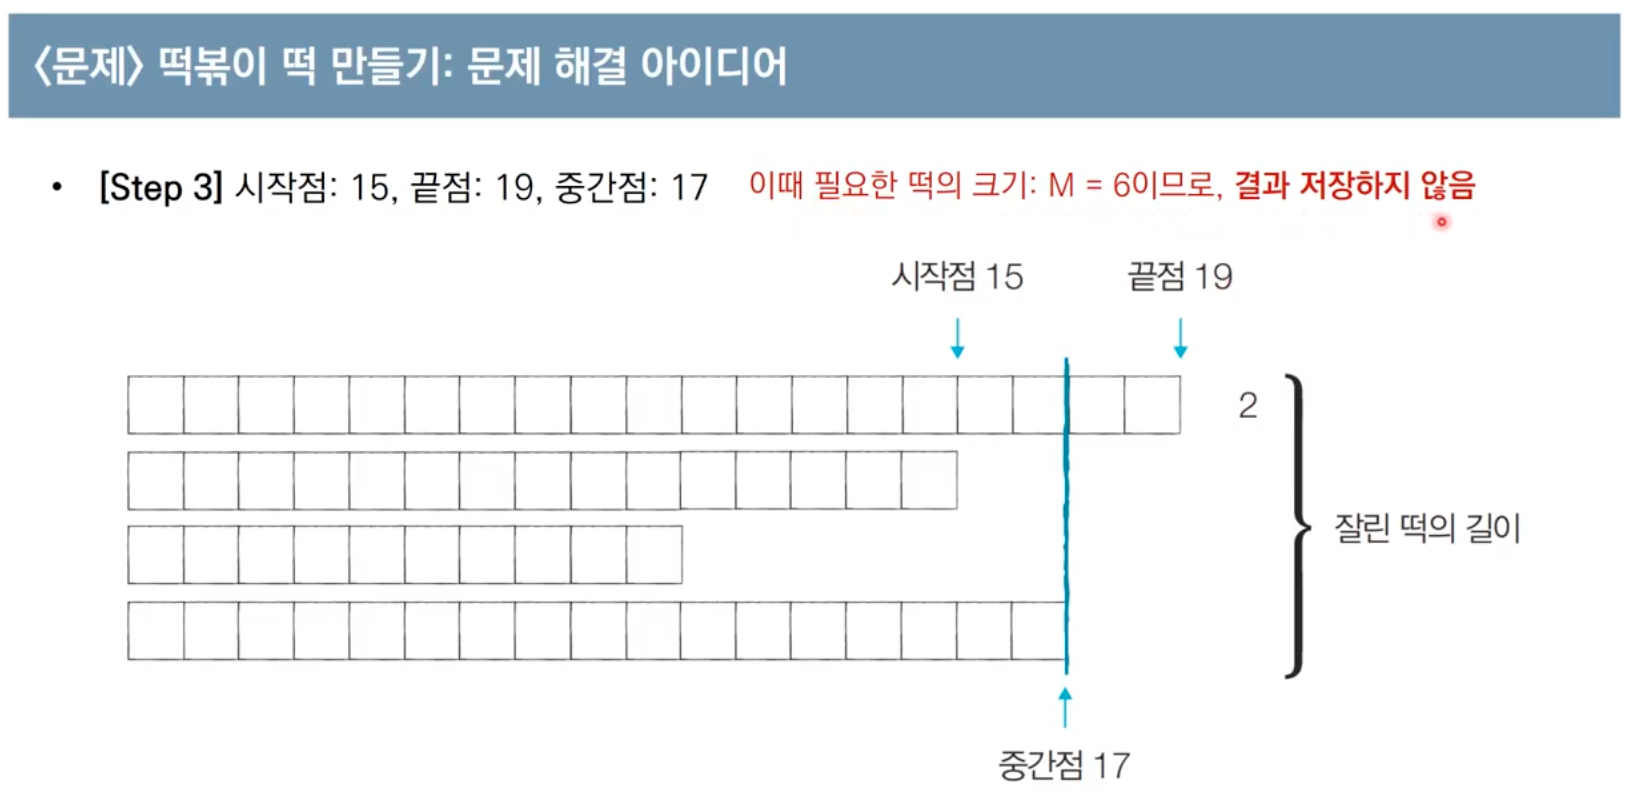 <문제> 떡볶이 떡 만들기: 문제 해결 아이디어
• [Step 3] 시작점: 15, 끝점: 19, 중간점: 17 이때 필요한 떡의 크기: M = 6이므로, 결과 저장하지 않음
시작점 15 끝점 19
2
잘린 떡의 길이
중간점 17